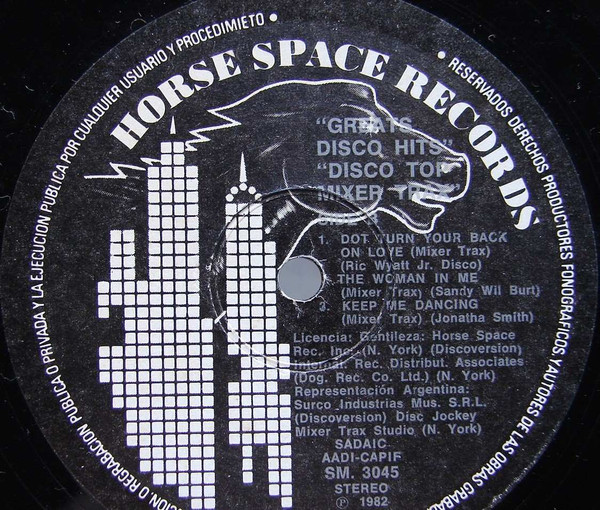 HORSE SPACE RECORDS
RESERVADOS DERECHOS PRODUCTORES FONOGRAFICOS Y AUTORES DE LAS OBRAS GRABADAS
ION O REGRABACION PUBLICA O PRIVADA Y LA EJECUCION PUBLICA POR CUALQUIER USUARIO Y PROCEDIMIETO
"GREATS
DISCO HITS"
"DISCO TOP
MIXER TRAX"
SIDE
1. DOT TURN YOUR BACK
ON LOYE (Mixer Trax)
(Ric Wyatt Jr. Disco)
THE WOMAN IN ME
(Mixer Trax) (Sandy Wil Burt)
3. KEEP ME DANCING
(Mixer Trax) (Jonatha Smith)
Licencia: Gentileza: Horse Space
Rec. Inc. (N. York) (Discoversion)
Internat. Rec. Distribut. Associates
(Dog. Rec. Co. Ltd.) (N. York)
Representación Argentina:
Surco Industrias Mus. S.R.L.
(Discoversion) Disc Jockey
Mixer Trax Studio (N. York)
SADAIC
AADI-CAPIF
SM. 3045
STEREO
℗ 1982